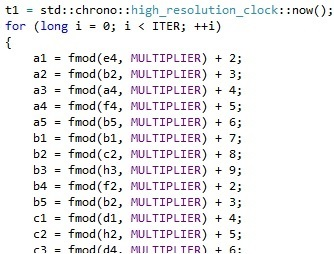 t1 = std::chrono::high_resolution_clock::now();
for (long i = 0; i < ITER; ++i)
{
a1 = fmod(e4, MULTIPLIER) + 2;
a2 = fmod(b2, MULTIPLIER) + 3;
a3 = fmod(a4, MULTIPLIER) + 4;
a4 = fmod(f4, MULTIPLIER) + 5;
a5 = fmod(b5, MULTIPLIER) + 6;
b1 = fmod(b1, MULTIPLIER) + 7;
b2 = fmod(c2, MULTIPLIER) + 8;
b3 = fmod(h3, MULTIPLIER) + 9;
b4 = fmod(f2, MULTIPLIER) + 2;
b5 = fmod(b2, MULTIPLIER) + 3;
c1 = fmod(d1, MULTIPLIER) + 4;
c2 = fmod(h2, MULTIPLIER) + 5;
c3 = fmod(d4, MULTIPLIER) + 6;